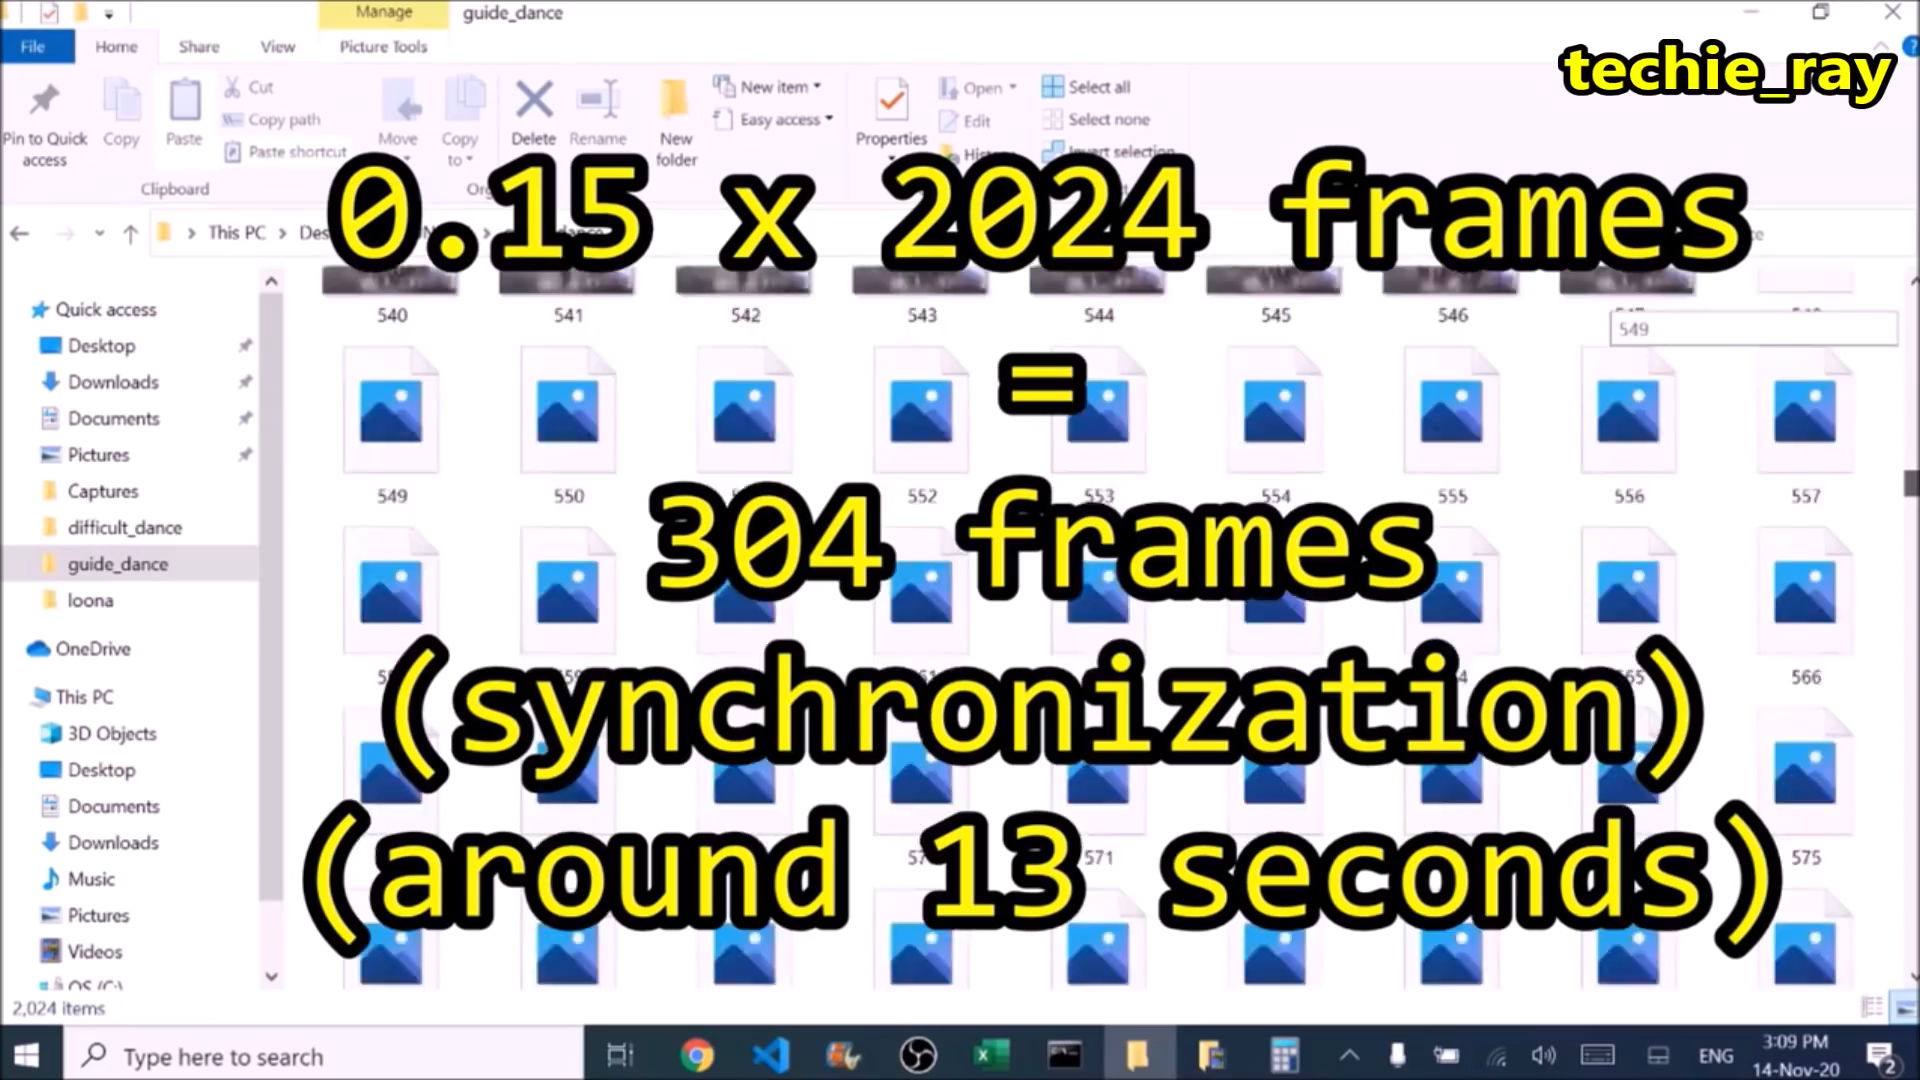 Manage
guide_dance
File
Home
Share
View
Picture Tools
techie_ray
Pin to Quick access
Copy
Paste
Cut
Copy path
Paste shortcut
Move
Copy to
Delete
Rename
New folder
New item
Easy access
Properties
Open
Edit
Select all
Select none
Invert selection
Clipboard
This PC
0.15 x 2024 frames
=
304 frames
(synchronization)
(around 13 seconds)
540 541 542 543 544 545 546
549
549 550 552 553 554 555 556 557
566
571 575
Quick access
Desktop
Downloads
Documents
Pictures
Captures
difficult_dance
guide_dance
loona
OneDrive
This PC
3D Objects
Desktop
Documents
Downloads
Music
Pictures
Videos
OS (C:)
2,024 items
Type here to search
ENG
3:09 PM
14-Nov-20
2